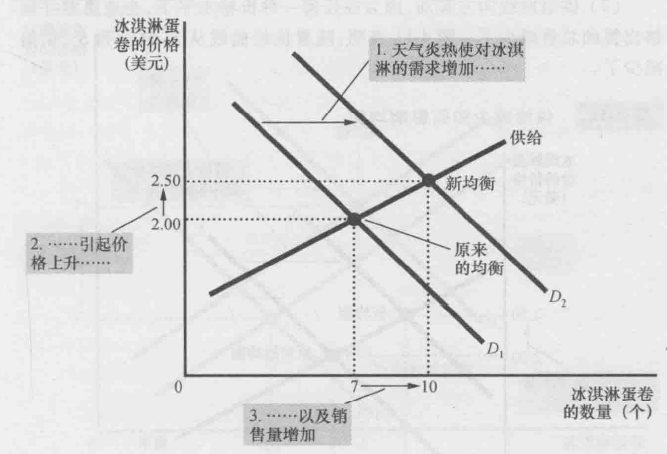 冰淇淋蛋
卷的价格
(美元)
1. 天气炎热使对冰淇
淋的需求增加……
供给
2.50
新均衡
2.00
2. ……引起价
格上升……
原来
的均衡
D₂
D₁
0
7
10
冰淇淋蛋卷
的数量（个）
3. ……以及销
售量增加